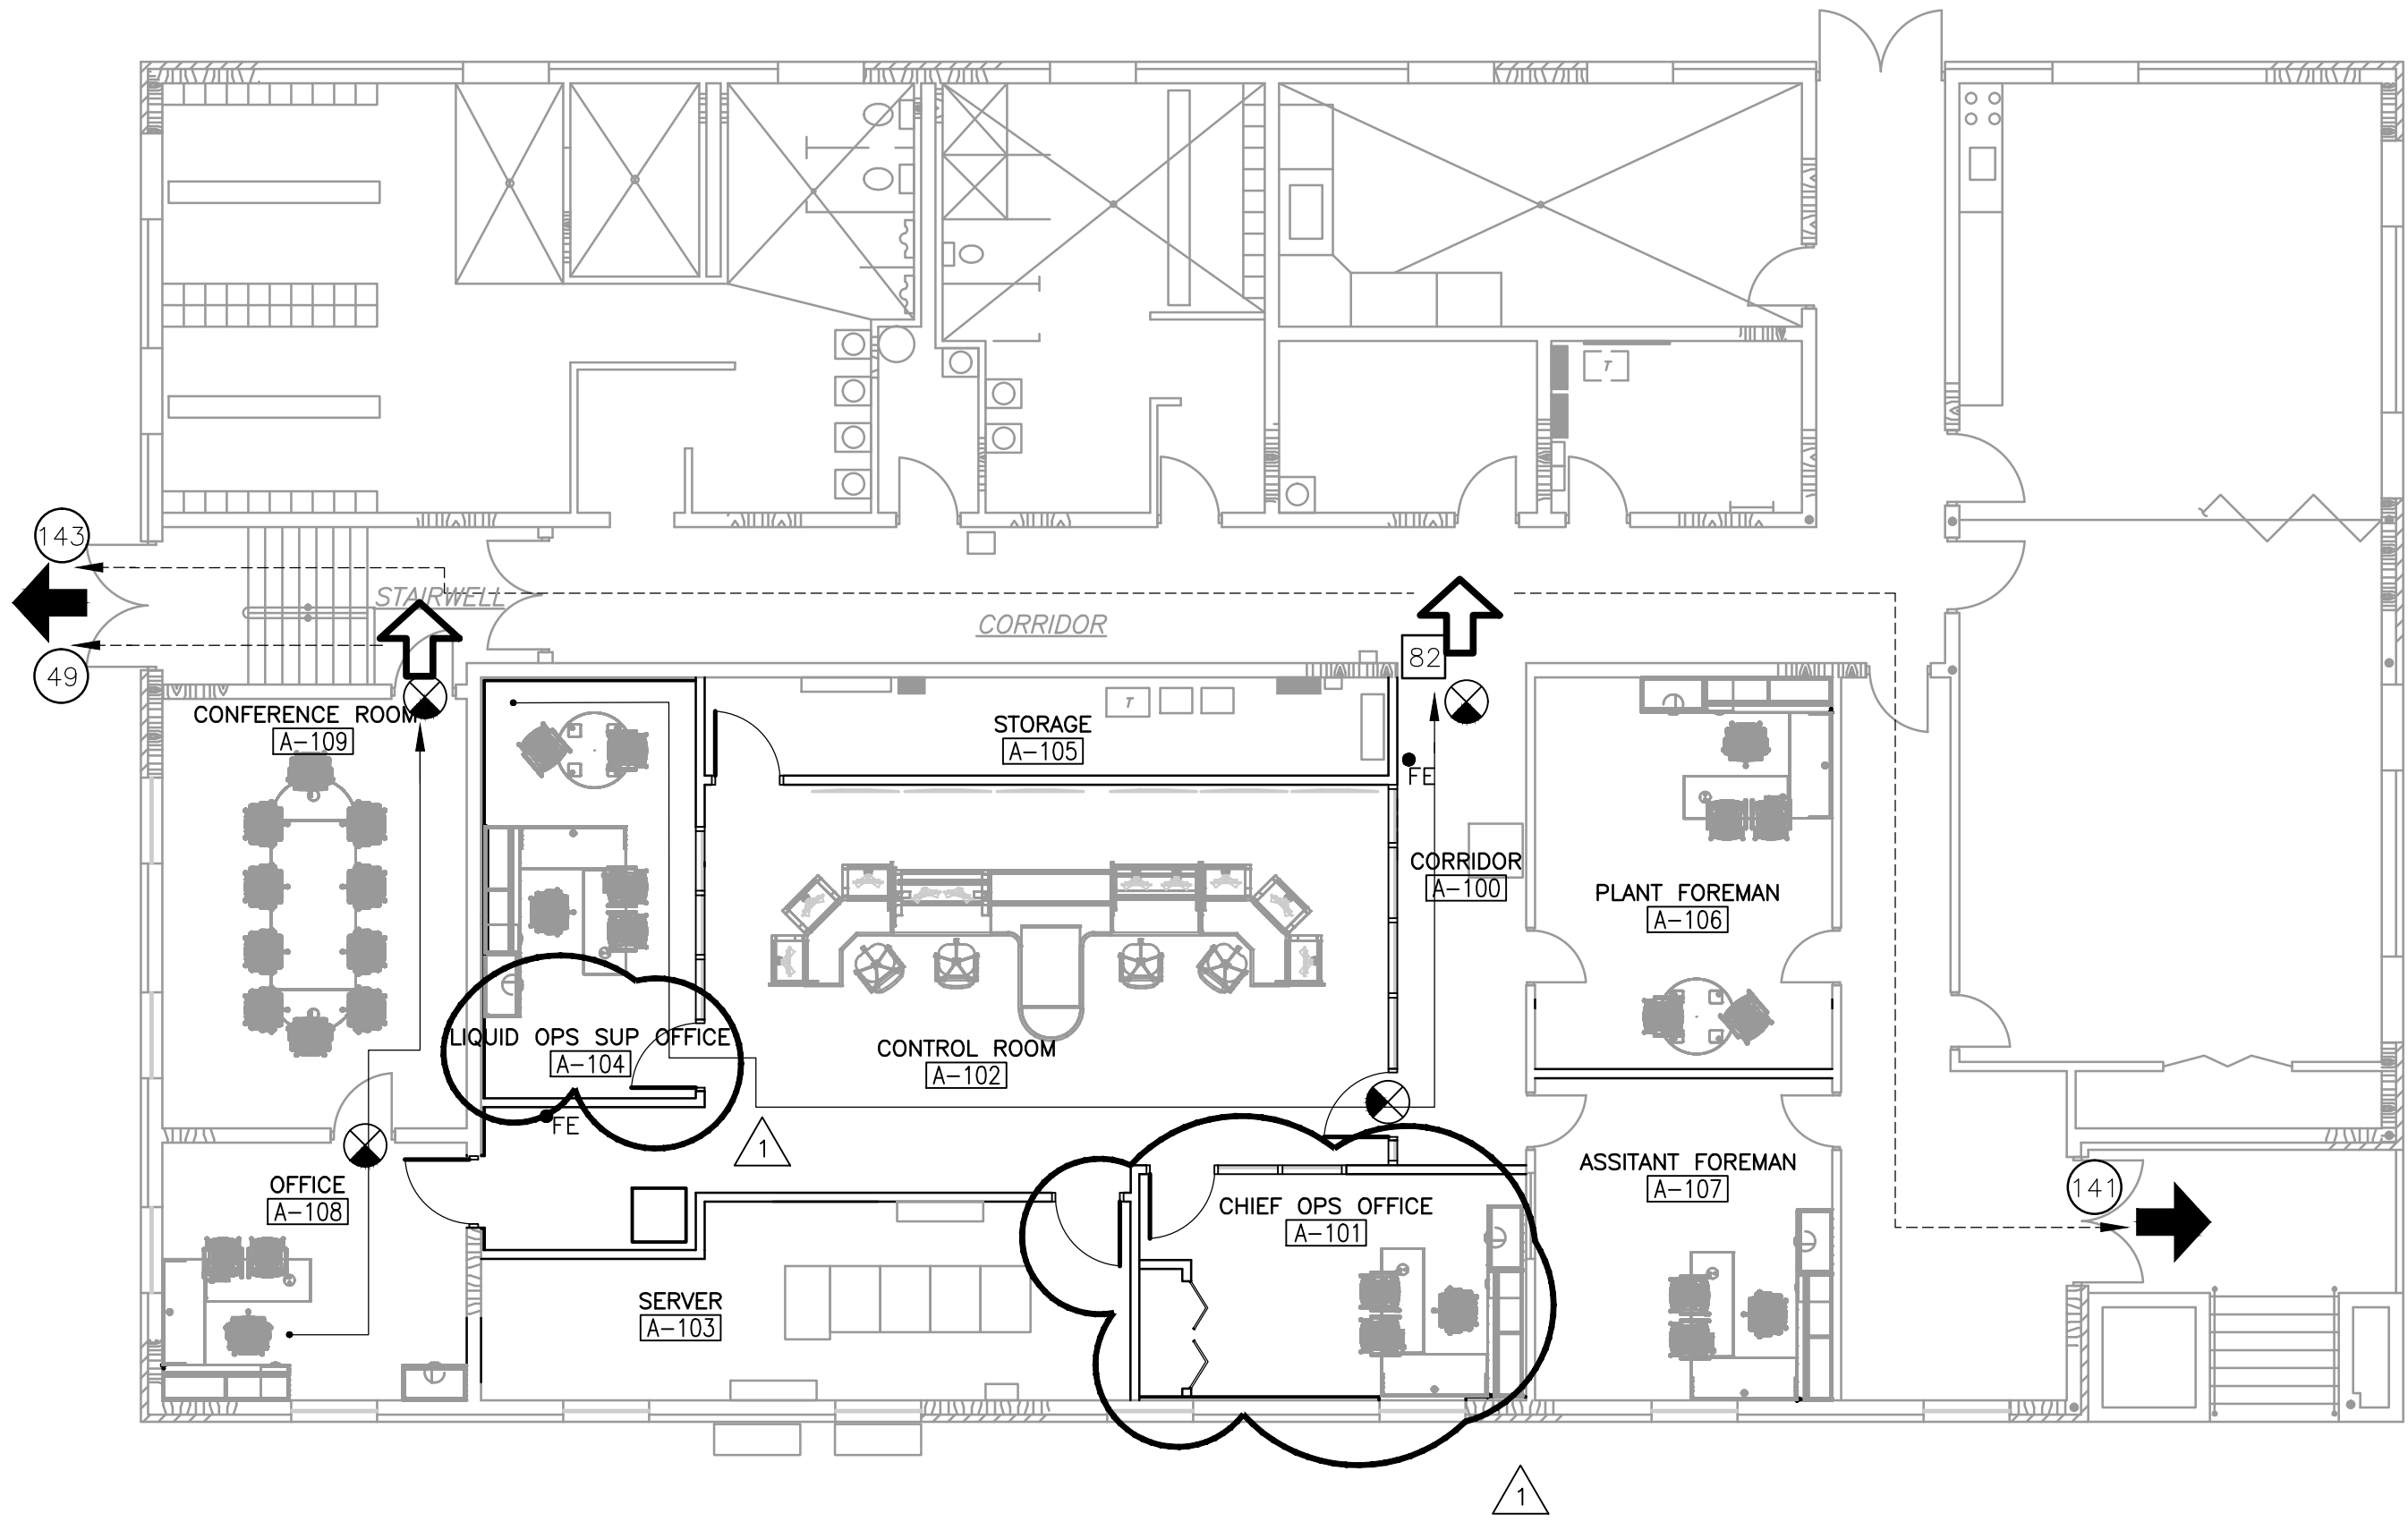 T
143
STAIRWELL
CORRIDOR
82
49
CONFERENCE ROOM
A-109
STORAGE
A-105
T
FE
CORRIDOR
A-100
PLANT FOREMAN
A-106
LIQUID OPS SUP OFFICE
A-104
CONTROL ROOM
A-102
FE
1
ASSITANT FOREMAN
A-107
141
OFFICE
A-108
CHIEF OPS OFFICE
A-101
SERVER
A-103
1